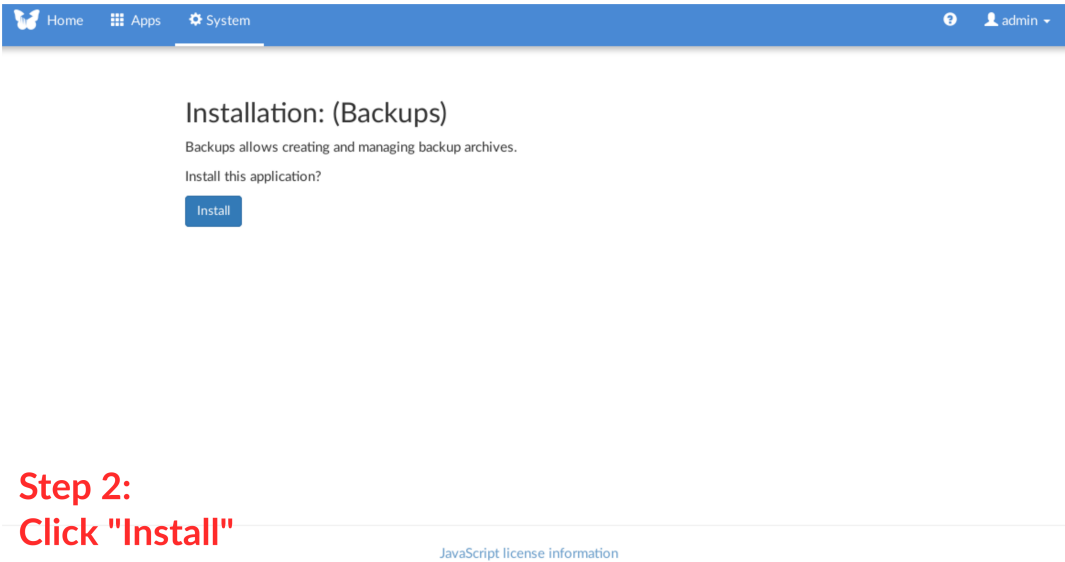 Home Apps System admin
Installation: (Backups)
Backups allows creating and managing backup archives.
Install this application?
Install
Step 2:
Click "Install"
JavaScript license information